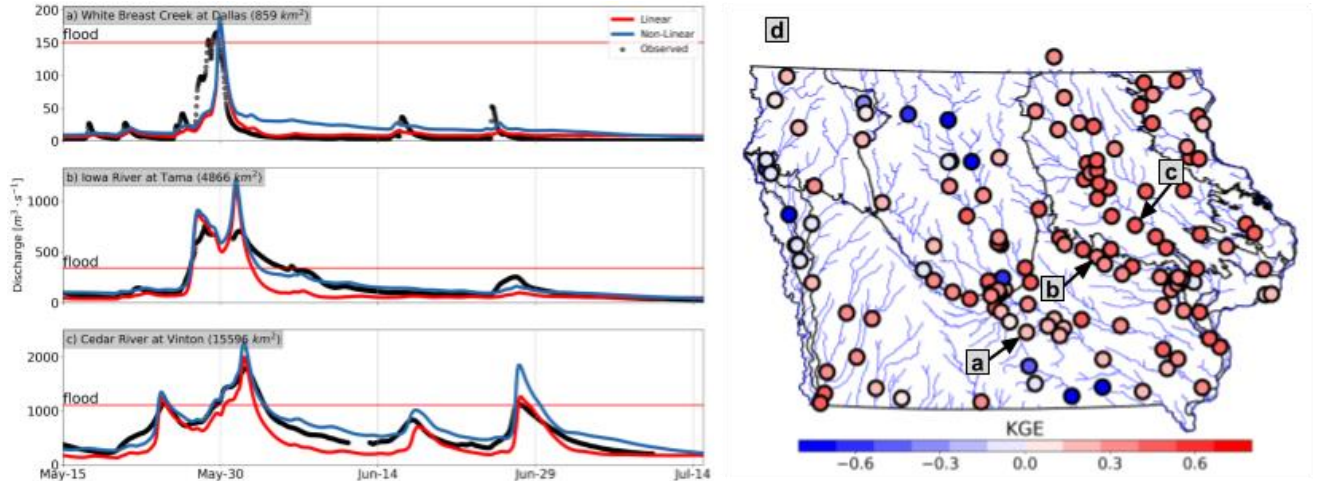 a) White Breast Creek at Dallas (859 km²)
200
150
100
50
0
flood
Linear
Non-Linear
Observed
b) Iowa River at Tama (4866 km²)
1000
500
0
flood
Discharge [m³·s⁻¹]
c) Cedar River at Vinton (15596 km²)
2000
1000
0
flood
May-15
May-30
Jun-14
Jun-29
Jul-14
d
c
b
a
KGE
−0.6
−0.3
0.0
0.3
0.6